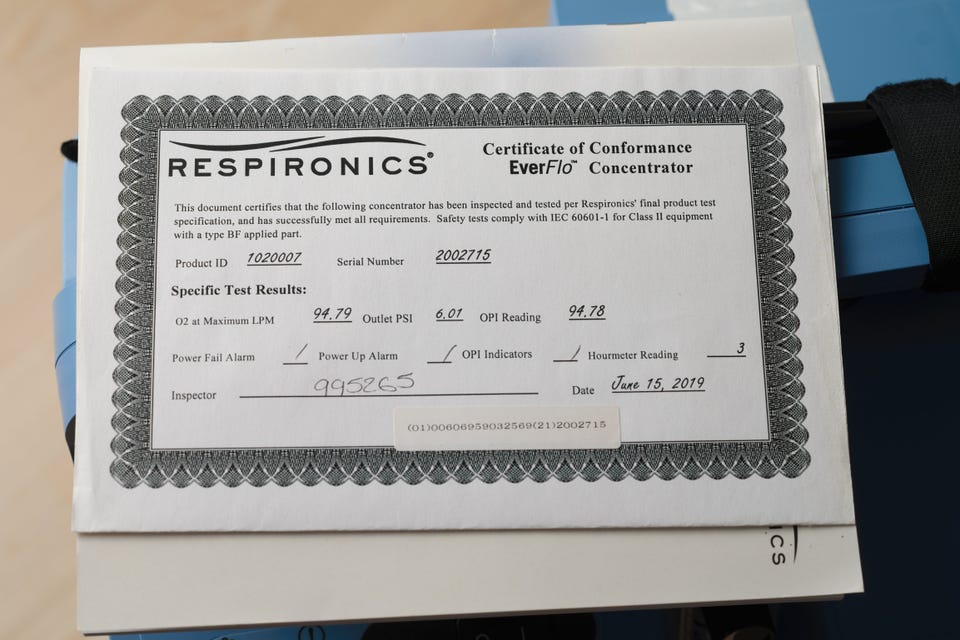 RESPIRONICS®
Certificate of Conformance
EverFlo™ Concentrator
This document certifies that the following concentrator has been inspected and tested per Respironics' final product test
specification, and has successfully met all requirements. Safety tests comply with IEC 60601-1 for Class II equipment
with a type BF applied part.
Product ID 1020007 Serial Number 2002715
Specific Test Results:
O2 at Maximum LPM 94.79 Outlet PSI 6.01 OPI Reading 94.78
Power Fail Alarm / Power Up Alarm / OPI Indicators / Hourmeter Reading 3
Inspector 995265 Date June 15, 2019
(01)00606959032569(21)2002715
ICS